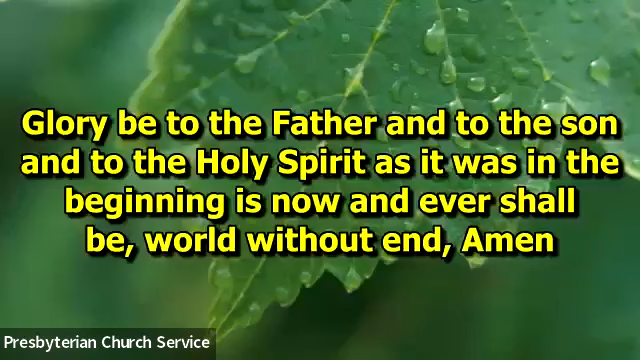 Glory be to the Father and to the son
and to the Holy Spirit as it was in the
beginning is now and ever shall
be, world without end, Amen
Presbyterian Church Service